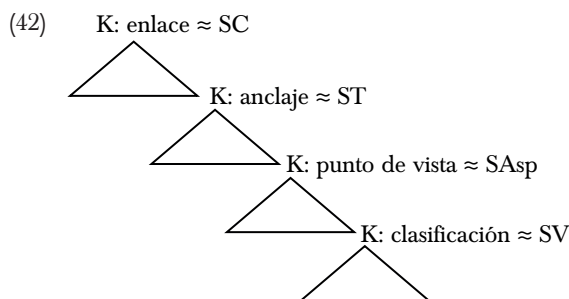 (42) K: enlace ≈ SC
K: anclaje ≈ ST
K: punto de vista ≈ SAsp
K: clasificación ≈ SV